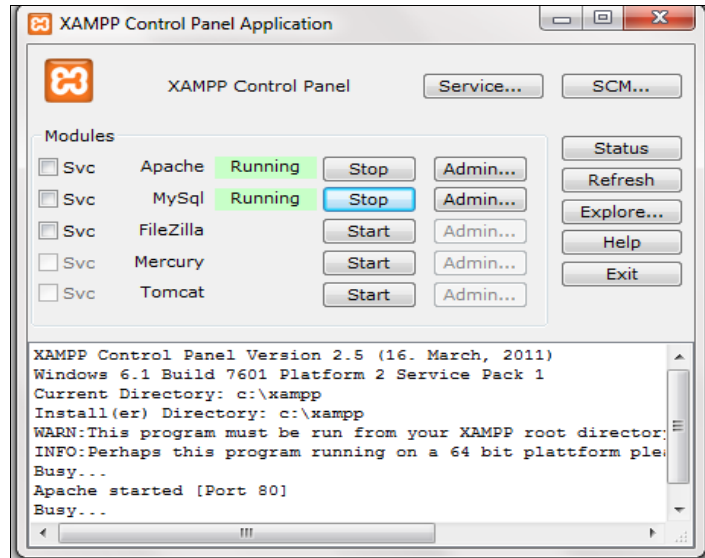 XAMPP Control Panel Application
XAMPP Control Panel Service... SCM...
Modules
Svc Apache Running Stop Admin...
Svc MySql Running Stop Admin...
Svc FileZilla Start Admin...
Svc Mercury Start Admin...
Svc Tomcat Start Admin...
Status
Refresh
Explore...
Help
Exit
XAMPP Control Panel Version 2.5 (16. March, 2011)
Windows 6.1 Build 7601 Platform 2 Service Pack 1
Current Directory: c:\xampp
Install(er) Directory: c:\xampp
WARN:This program must be run from your XAMPP root director
INFO:Perhaps this program running on a 64 bit plattform
Busy...
Apache started [Port 80]
Busy...